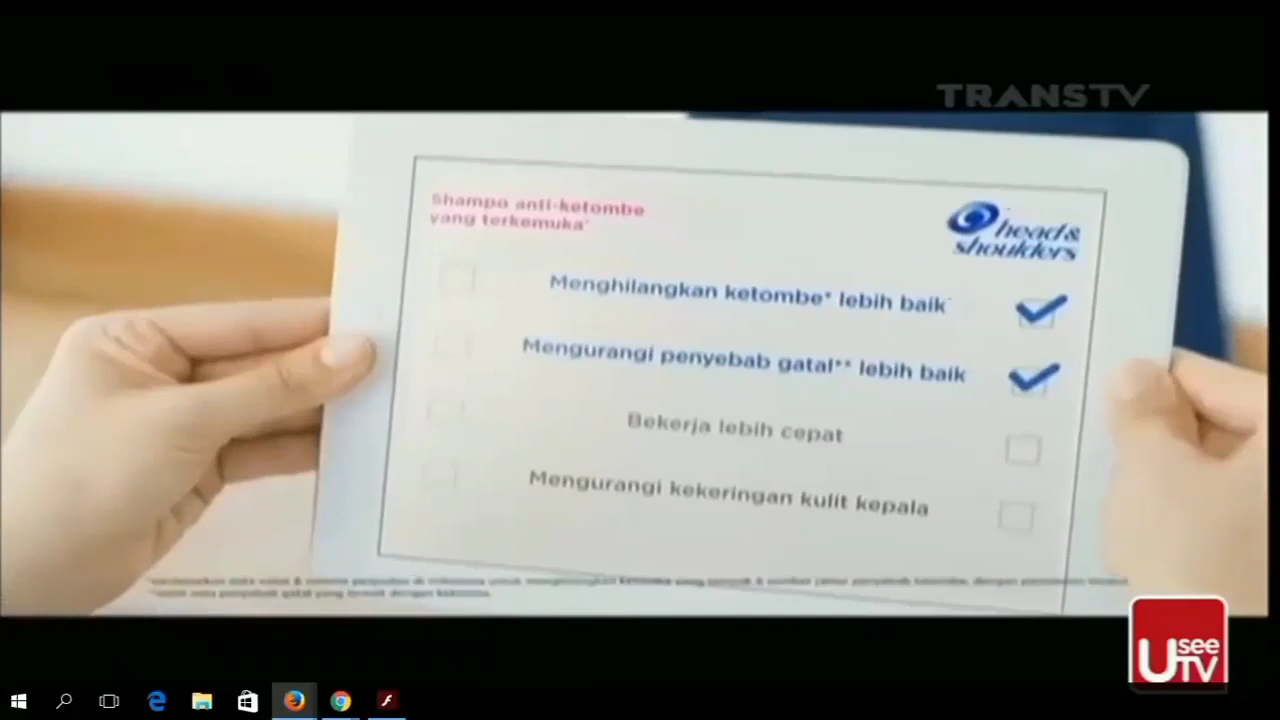 TRANSTV
Shampo anti-ketombe
yang terkemuka*
head&
shoulders
Menghilangkan ketombe* lebih baik
Mengurangi penyebab gatal** lebih baik
Bekerja lebih cepat
Mengurangi kekeringan kulit kepala
Usee
TV